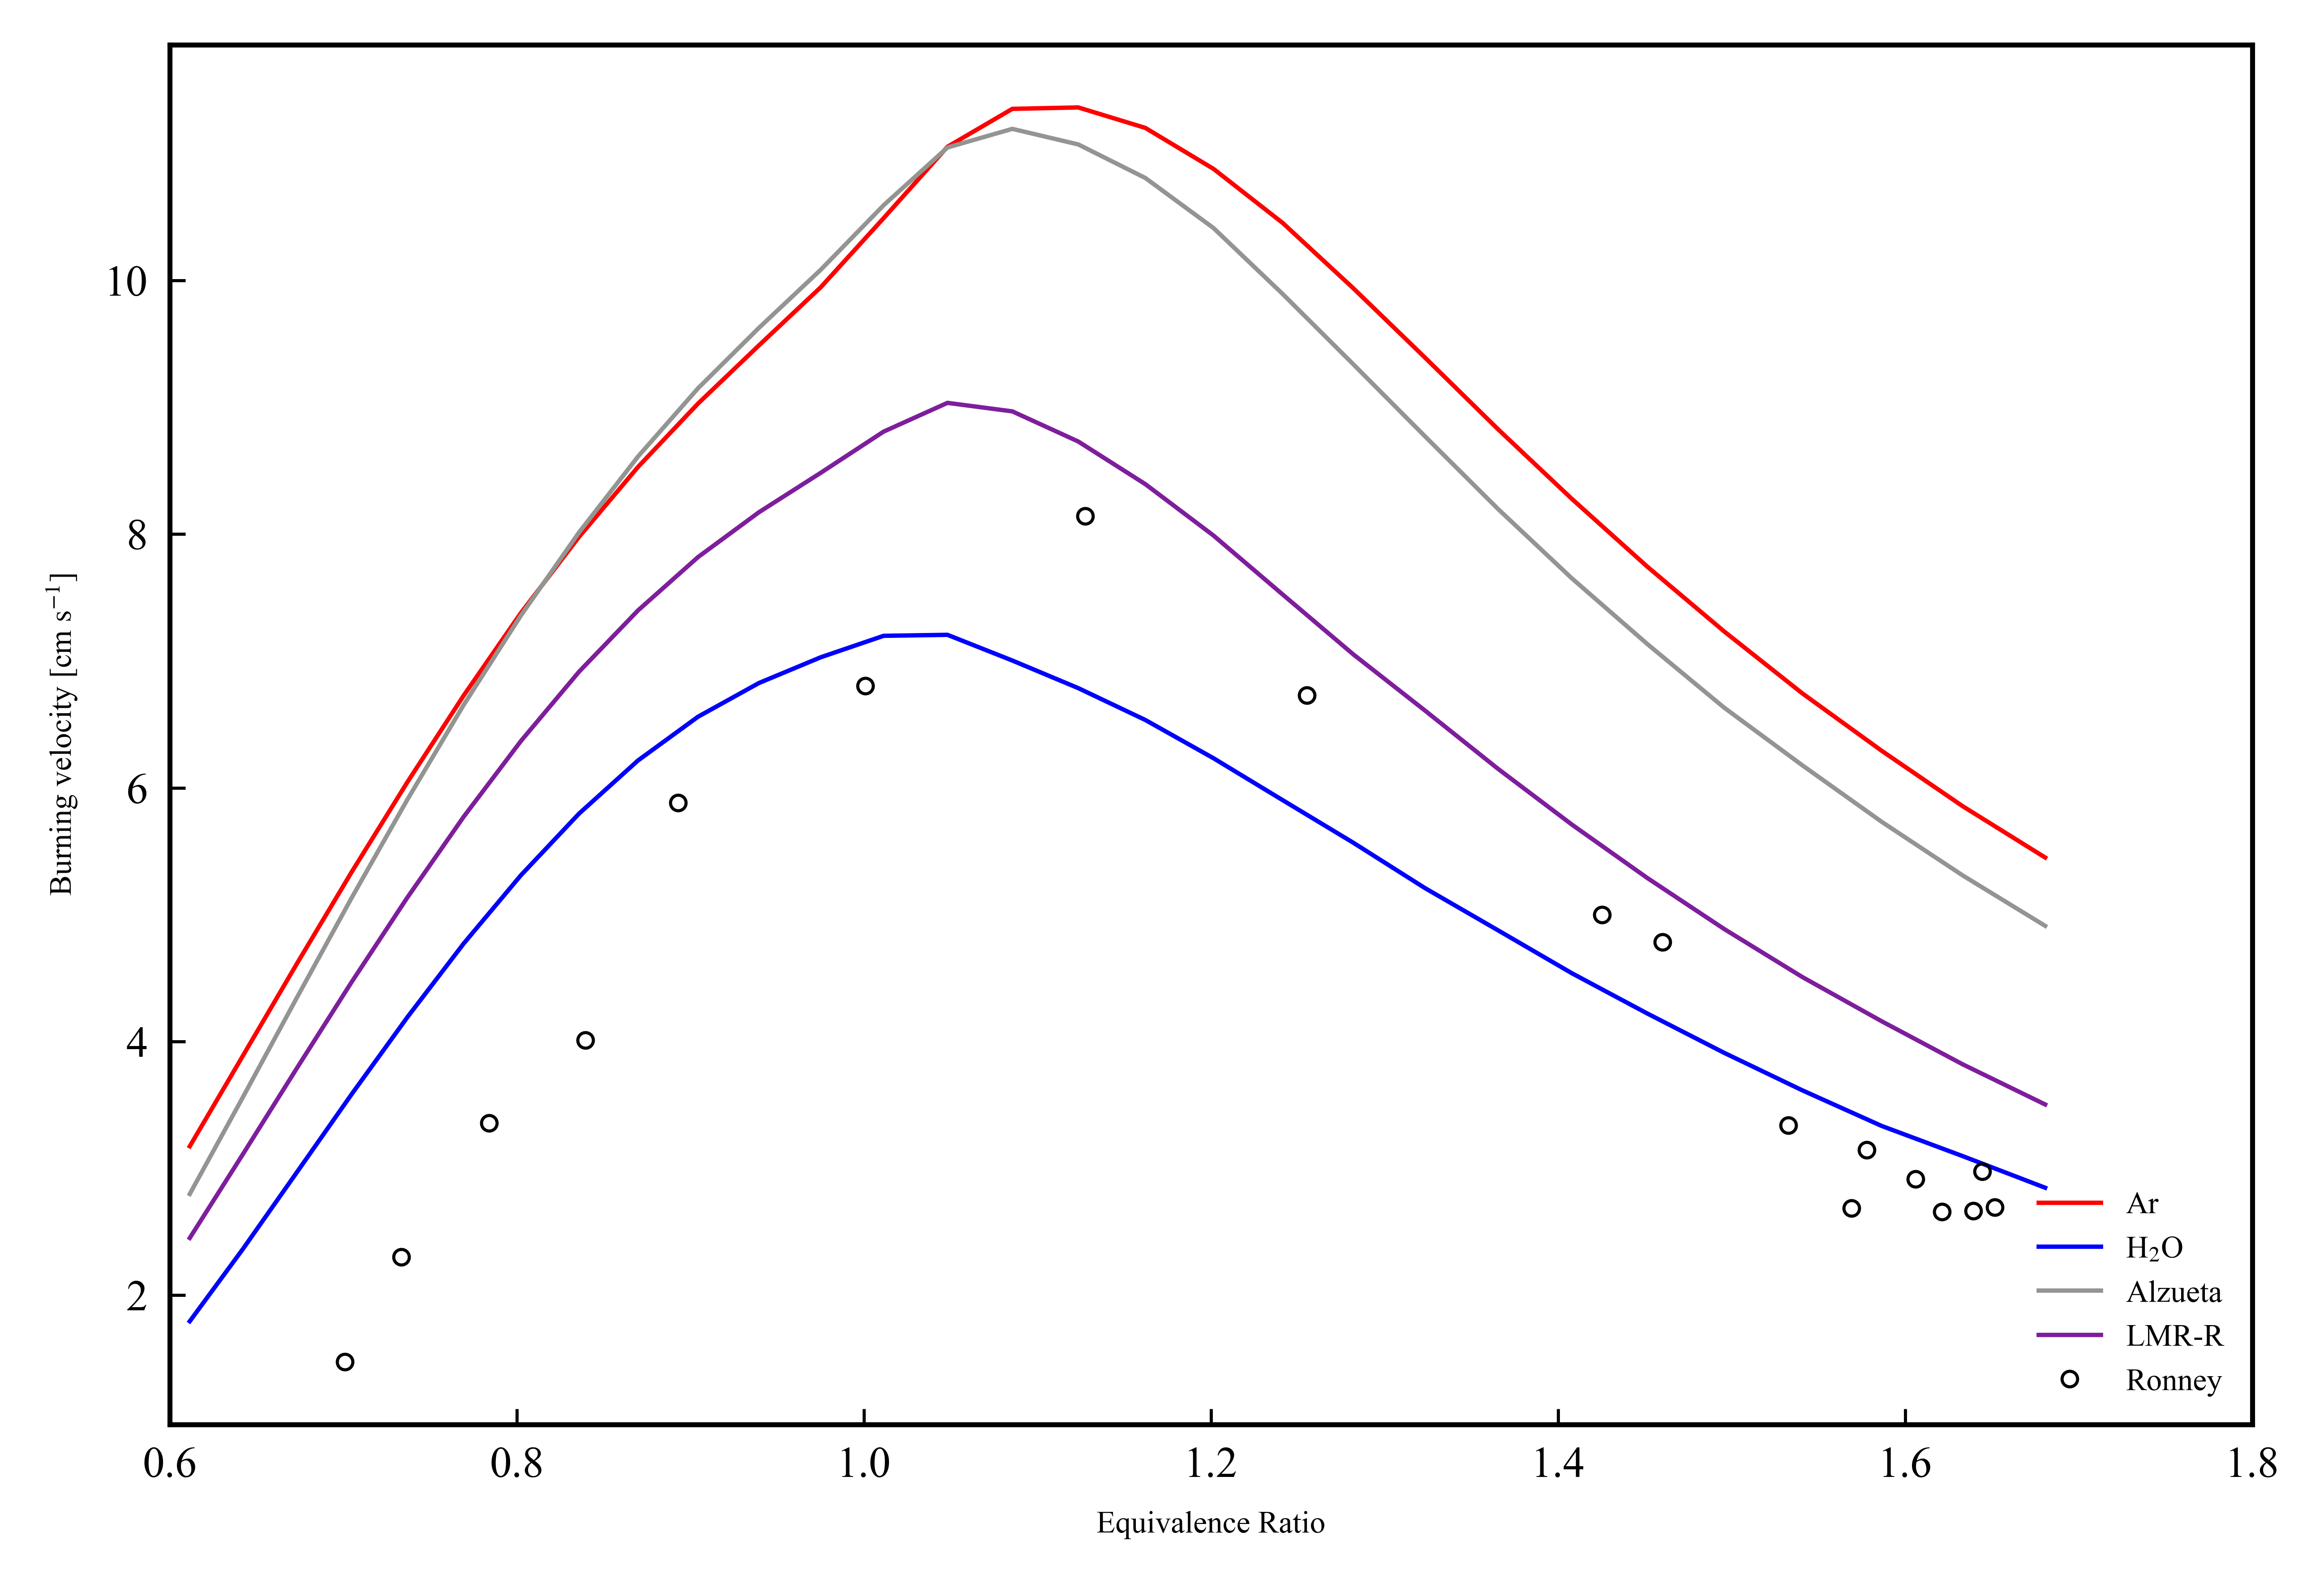 Burning velocity [cm s⁻¹]
10
8
6
4
2
0.6 0.8 1.0 1.2 1.4 1.6 1.8
Equivalence Ratio
Ar
H₂O
Alzueta
LMR-R
Ronney